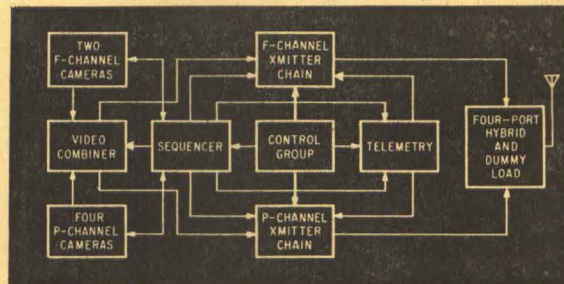 TWO
F-CHANNEL
CAMERAS
F-CHANNEL
XMITTER
CHAIN
VIDEO
COMBINER
SEQUENCER
CONTROL
GROUP
TELEMETRY
FOUR-PORT
HYBRID
AND
DUMMY
LOAD
FOUR
P-CHANNEL
CAMERAS
P-CHANNEL
XMITTER
CHAIN